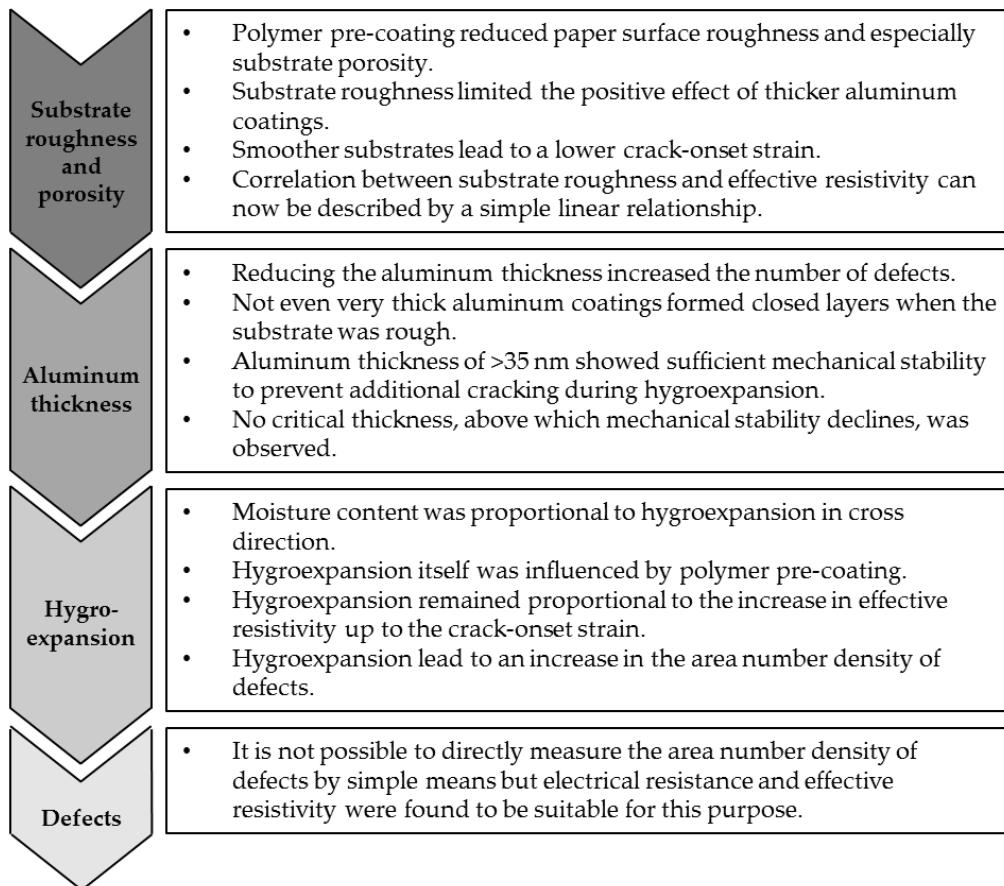 Substrate
roughness
and
porosity
• Polymer pre-coating reduced paper surface roughness and especially
substrate porosity.
• Substrate roughness limited the positive effect of thicker aluminum
coatings.
• Smoother substrates lead to a lower crack-onset strain.
• Correlation between substrate roughness and effective resistivity can
now be described by a simple linear relationship.
Aluminum
thickness
• Reducing the aluminum thickness increased the number of defects.
• Not even very thick aluminum coatings formed closed layers when the
substrate was rough.
• Aluminum thickness of >35 nm showed sufficient mechanical stability
to prevent additional cracking during hygroexpansion.
• No critical thickness, above which mechanical stability declines, was
observed.
Hygro-
expansion
• Moisture content was proportional to hygroexpansion in cross
direction.
• Hygroexpansion itself was influenced by polymer pre-coating.
• Hygroexpansion remained proportional to the increase in effective
resistivity up to the crack-onset strain.
• Hygroexpansion lead to an increase in the area number density of
defects.
Defects
• It is not possible to directly measure the area number density of
defects by simple means but electrical resistance and effective
resistivity were found to be suitable for this purpose.